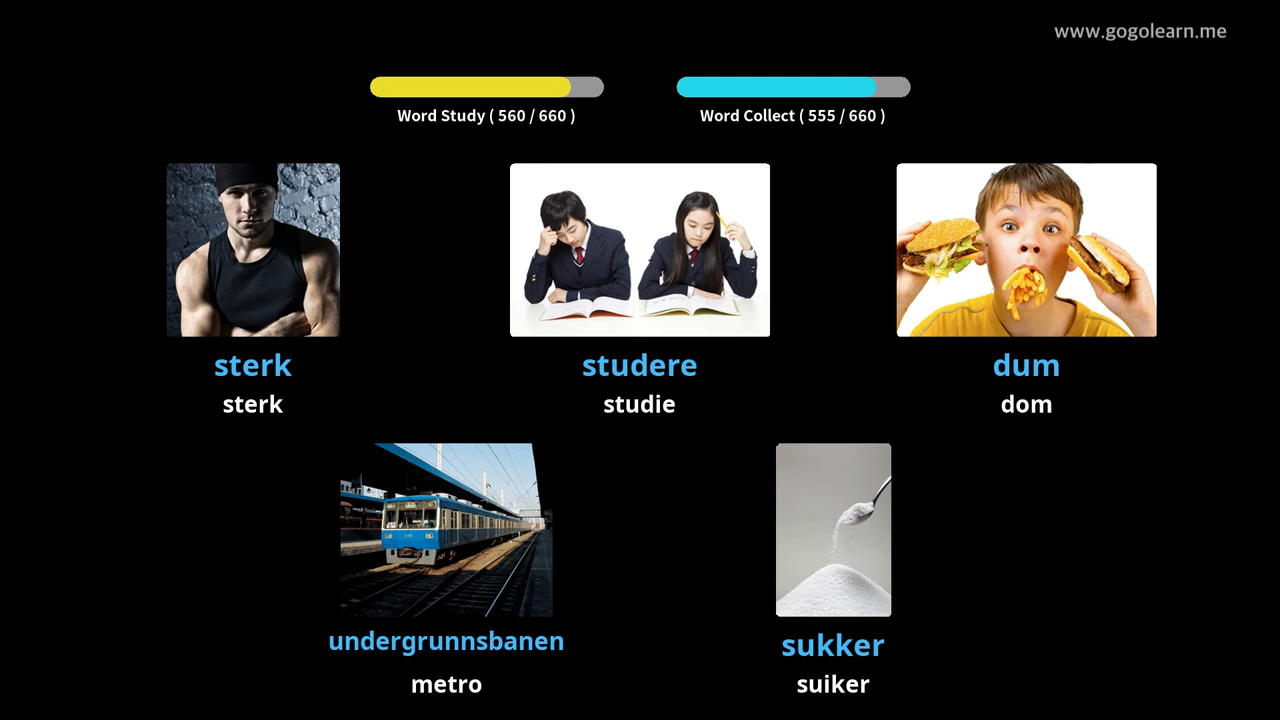 www.gogolearn.me
Word Study ( 560 / 660 )
Word Collect ( 555 / 660 )
sterk
sterk
studere
studie
dum
dom
undergrunnsbanen
metro
sukker
suiker